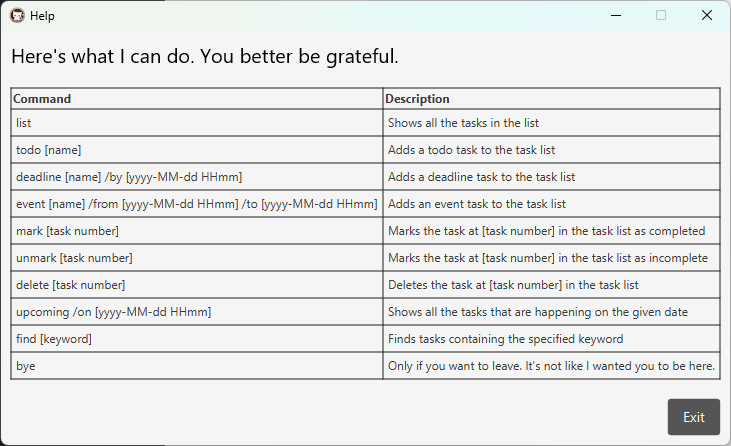 Help
Here's what I can do. You better be grateful.
Command Description
list Shows all the tasks in the list
todo [name] Adds a todo task to the task list
deadline [name] /by [yyyy-MM-dd HHmm] Adds a deadline task to the task list
event [name] /from [yyyy-MM-dd HHmm] /to [yyyy-MM-dd HHmm] Adds an event task to the task list
mark [task number] Marks the task at [task number] in the task list as completed
unmark [task number] Marks the task at [task number] in the task list as incomplete
delete [task number] Deletes the task at [task number] in the task list
upcoming /on [yyyy-MM-dd HHmm] Shows all the tasks that are happening on the given date
find [keyword] Finds tasks containing the specified keyword
bye Only if you want to leave. It's not like I wanted you to be here.
Exit